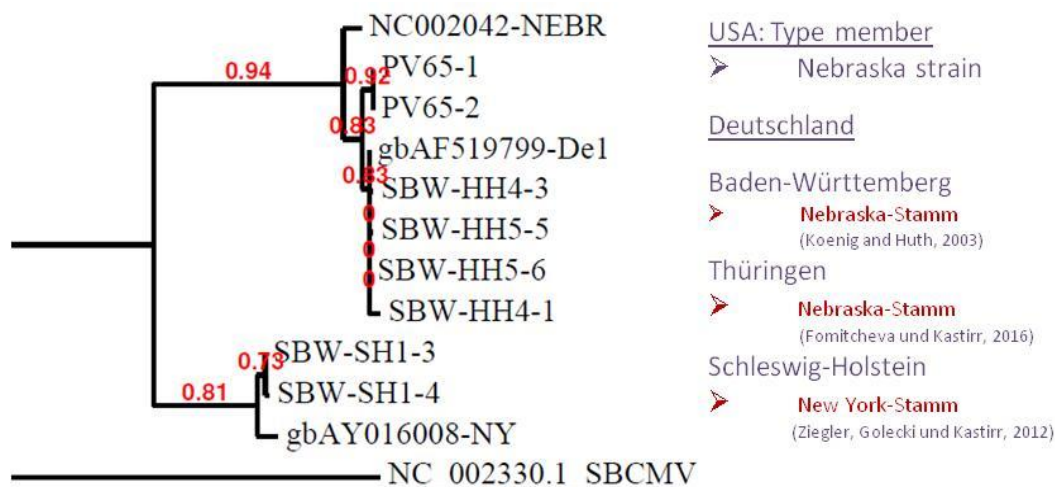 NC002042-NEBR
0.94
0.92
PV65-1
PV65-2
0.83
gbAF519799-De1
0.83
SBW-HH4-3
0
SBW-HH5-5
0
SBW-HH5-6
0
SBW-HH4-1
SBW-SH1-3
0.73
SBW-SH1-4
0.81
gbAY016008-NY
NC 002330.1 SBCMV
USA: Type member
➢ Nebraska strain
Deutschland
Baden-Württemberg
➢ Nebraska-Stamm
(Koenig and Huth, 2003)
Thüringen
➢ Nebraska-Stamm
(Fomitcheva und Kastirr, 2016)
Schleswig-Holstein
➢ New York-Stamm
(Ziegler, Golecki und Kastirr, 2012)